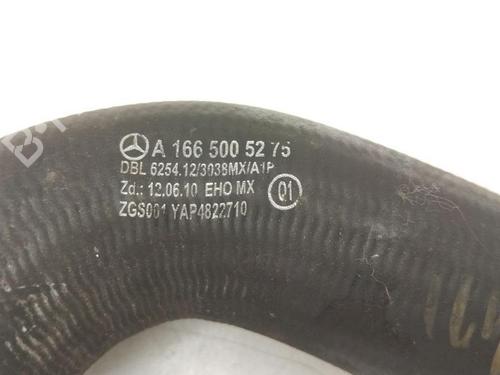 A 166 500 52 75
DBL 6254.12/3038MX/A1P
Zd.: 12.06.10 EHO MX
01
ZGS001 YAP4822710